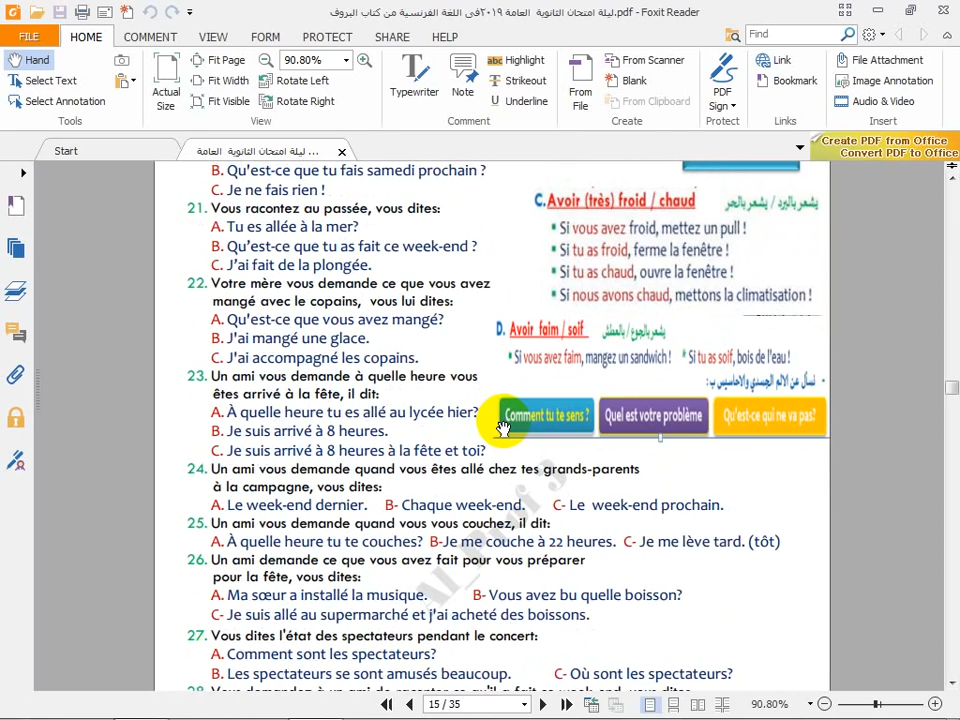 ليلة امتحان الثانوية العامة ٢٠١٩فى اللغة الفرنسية من كتاب البروف.pdf - Foxit Reader
FILE HOME COMMENT VIEW FORM PROTECT SHARE HELP
Find
Hand
Select Text
Select Annotation
Tools
Actual Size
Fit Page
Fit Width
Fit Visible
90.80%
Rotate Left
Rotate Right
View
Typewriter
Note
Highlight
Strikeout
Underline
Comment
From File
From Scanner
Blank
From Clipboard
Create
PDF Sign
Protect
Link
Bookmark
Links
File Attachment
Image Annotation
Audio & Video
Insert
Start
ليلة امتحان الثانوية العامة ...
Create PDF from Office
Convert PDF to Office
B. Qu'est-ce que tu fais samedi prochain ?
C. Je ne fais rien !
21. Vous racontez au passée, vous dites:
A. Tu es allée à la mer?
B. Qu'est-ce que tu as fait ce week-end ?
C. J'ai fait de la plongée.
22. Votre mère vous demande ce que vous avez
mangé avec le copains, vous lui dites:
A. Qu'est-ce que vous avez mangé?
B. J'ai mangé une glace.
C. J'ai accompagné les copains.
23. Un ami vous demande à quelle heure vous
êtes arrivé à la fête, il dit:
A. À quelle heure tu es allé au lycée hier?
B. Je suis arrivé à 8 heures.
C. Je suis arrivé à 8 heures à la fête et toi?
C. Avoir (très) froid / chaud يشعر بالبرد / يشعر بالحر
Si vous avez froid, mettez un pull !
Si tu as froid, ferme la fenêtre !
Si tu as chaud, ouvre la fenêtre !
Si nous avons chaud, mettons la climatisation !
D. Avoir faim / soif يشعر بالجوع / بالعطش
Si vous avez faim, mangez un sandwich ! * Si tu as soif, bois de l'eau !
- نسأل عن الالم الجسدي والاحاسيس ب :
Comment tu te sens ? Quel est votre problème Qu'est-ce qui ne va pas?
24. Un ami vous demande quand vous êtes allé chez tes grands-parents
à la campagne, vous dites:
A. Le week-end dernier. B- Chaque week-end. C- Le week-end prochain.
25. Un ami vous demande quand vous vous couchez, il dit:
A. À quelle heure tu te couches? B-Je me couche à 22 heures. C- Je me lève tard. (tôt)
26. Un ami demande ce que vous avez fait pour vous préparer
pour la fête, vous dites:
A. Ma sœur a installé la musique. B- Vous avez bu quelle boisson?
C- Je suis allé au supermarché et j'ai acheté des boissons.
27. Vous dites l'état des spectateurs pendant le concert:
A. Comment sont les spectateurs?
B. Les spectateurs se sont amusés beaucoup. C- Où sont les spectateurs?
Al_Prof 3
15 / 35
90.80%